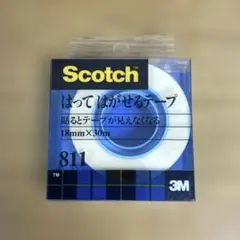 Scotch
はって はがせるテープ
貼るとテープが見えなくなる
18mm×30m
811
™
3M